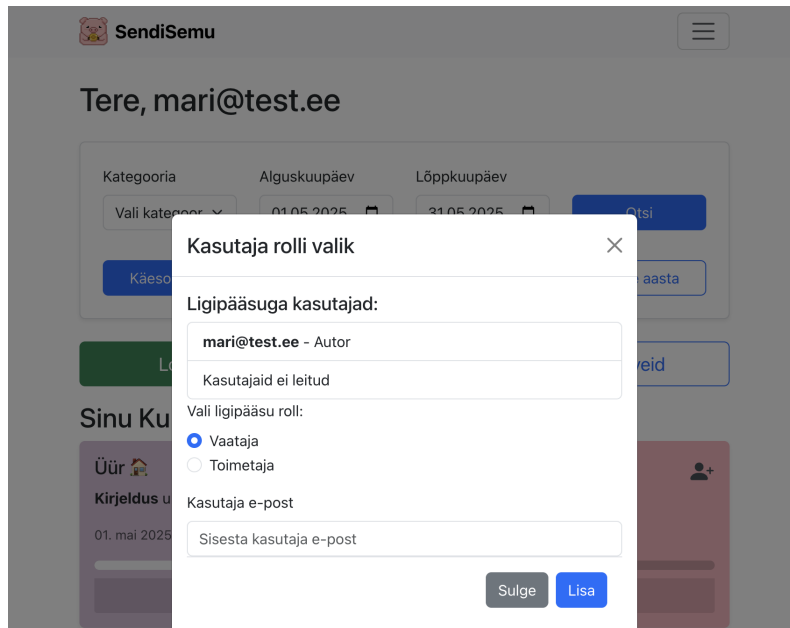 SendiSemu
Tere, mari@test.ee
Kategooria Alguskuupäev Lõppkuupäev
Vali kategoor 01.05.2025 31.05.2025 Otsi
Kasutaja rolli valik
Käeso aasta
Ligipääsuga kasutajad:
mari@test.ee - Autor
Kasutajaid ei leitud
Vali ligipääsu roll:
Sinu Ku
Vaataja
Toimetaja
Üür
Kirjeldus u
Kasutaja e-post
01. mai 2025
Sisesta kasutaja e-post
Sulge Lisa